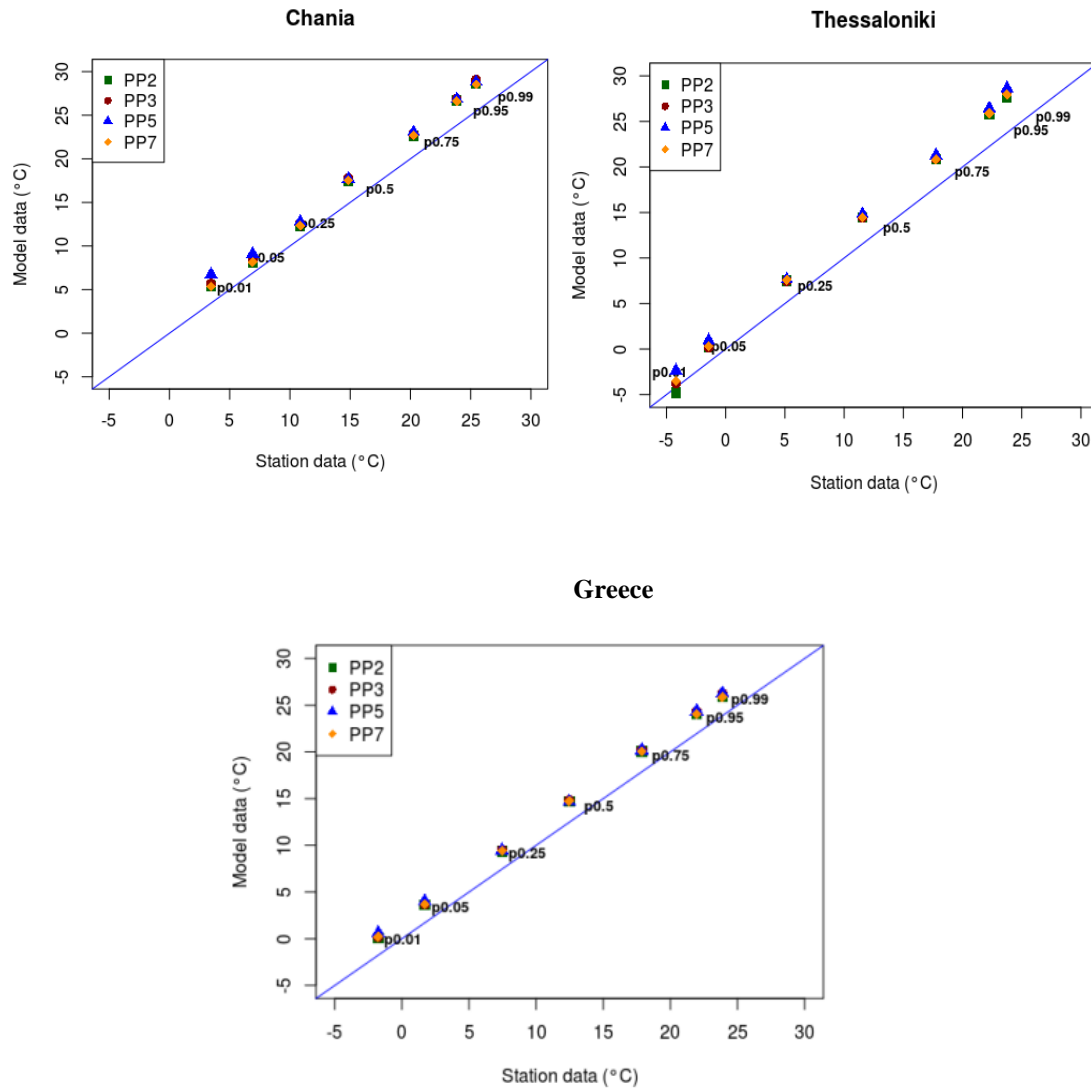 Chania
PP2
PP3
PP5
PP7
30
25
20
15
10
5
0
-5
p0.99
p0.95
p0.75
p0.5
p0.25
p0.05
p0.01
-5 0 5 10 15 20 25 30
Model data (°C)
Station data (°C)
Thessaloniki
PP2
PP3
PP5
PP7
30
25
20
15
10
5
0
-5
p0.99
p0.95
p0.75
p0.5
p0.25
p0.05
-5 0 5 10 15 20 25 30
Model data (°C)
Station data (°C)
Greece
PP2
PP3
PP5
PP7
30
25
20
15
10
5
0
-5
p0.99
p0.95
p0.75
p0.5
p0.25
p0.05
p0.01
-5 0 5 10 15 20 25 30
Model data (°C)
Station data (°C)